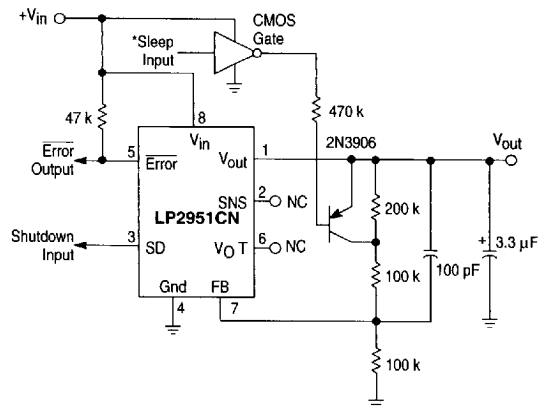 +Vin
*Sleep
Input
CMOS
Gate
47 k
470 k
8
Vin
2N3906
Vout
Error
Output
5
Error
Vout
1
SNS
2
NC
200 k
LP2951CN
Shutdown
Input
3
SD
VO T
6
NC
100 k
100 pF
+
3.3 µF
Gnd
FB
4
7
100 k